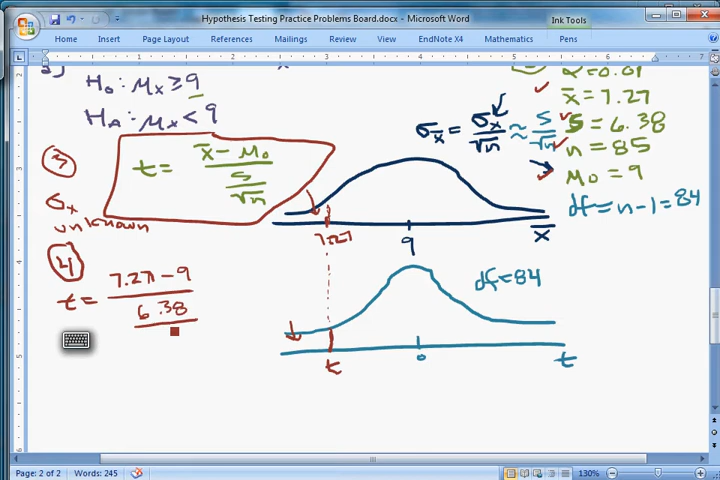 Hypothesis Testing Practice Problems Board.docx - Microsoft Word
Ink Tools
Home
Insert
Page Layout
References
Mailings
Review
View
EndNote X4
Mathematics
Pens
H₀: μₓ ≥ 9
Hₐ: μₓ < 9
③
σₓ unknown
t = (x̄ - μ₀) / (s/√n)
σx̄ = σₓ/√n ≈ s/√n
α = 0.01
x̄ = 7.27
s = 6.38
n = 85
μ₀ = 9
df = n-1 = 84
7.27
9
x̄
④
t = 7.27 - 9
6.38
df = 84
t
0
t
Page: 2 of 2
Words: 245
130%